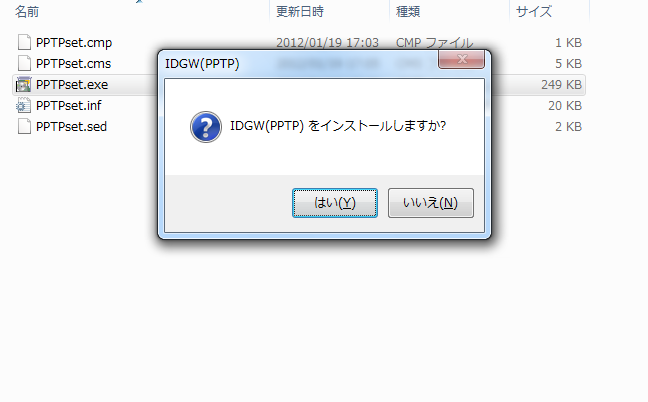 名前 更新日時 種類 サイズ
PPTPset.cmp 2012/01/19 17:03 CMP ファイル 1 KB
PPTPset.cms 5 KB
PPTPset.exe 249 KB
PPTPset.inf 20 KB
PPTPset.sed 2 KB
IDGW(PPTP)
IDGW(PPTP) をインストールしますか?
はい(Y) いいえ(N)